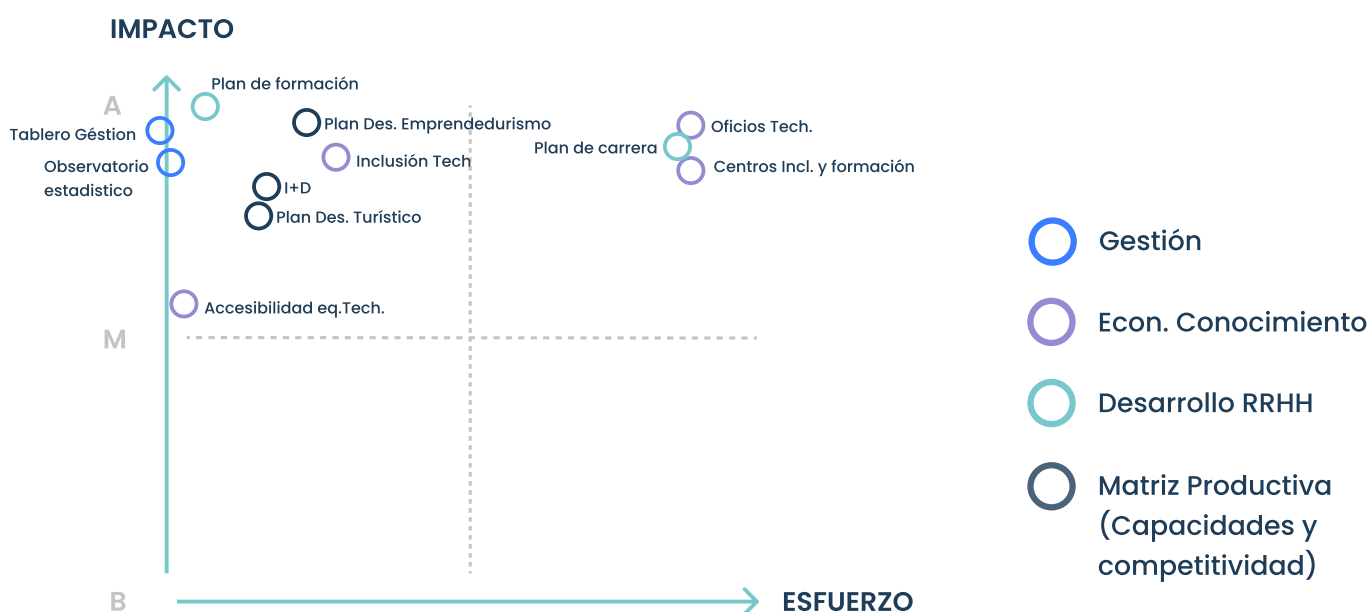 IMPACTO
Plan de formación
A
Plan Des. Emprendedurismo
Oficios Tech.
Tablero Géstion
Plan de carrera
Inclusión Tech
Centros Incl. y formación
Observatorio
estadistico
I+D
Plan Des. Turístico
Accesibilidad eq.Tech.
M
B
ESFUERZO
Gestión
Econ. Conocimiento
Desarrollo RRHH
Matriz Productiva
(Capacidades y
competitividad)